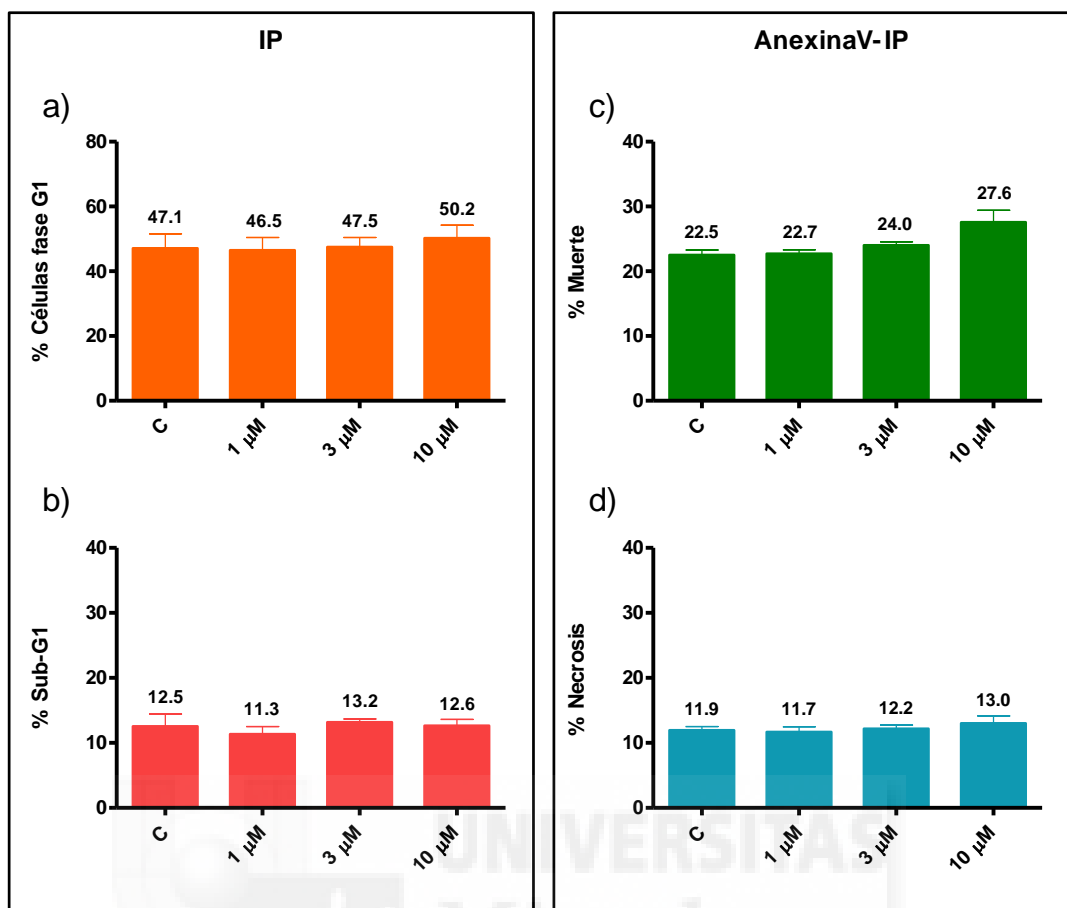 IP
a)
% Células fase G1
80
60
40
20
0
47.1
46.5
47.5
50.2
C
1 µM
3 µM
10 µM
b)
% Sub-G1
40
30
20
10
0
12.5
11.3
13.2
12.6
C
1 µM
3 µM
10 µM
AnexinaV-IP
c)
% Muerte
40
30
20
10
0
22.5
22.7
24.0
27.6
C
1 µM
3 µM
10 µM
d)
% Necrosis
40
30
20
10
0
11.9
11.7
12.2
13.0
C
1 µM
3 µM
10 µM
UNIVERSITAS